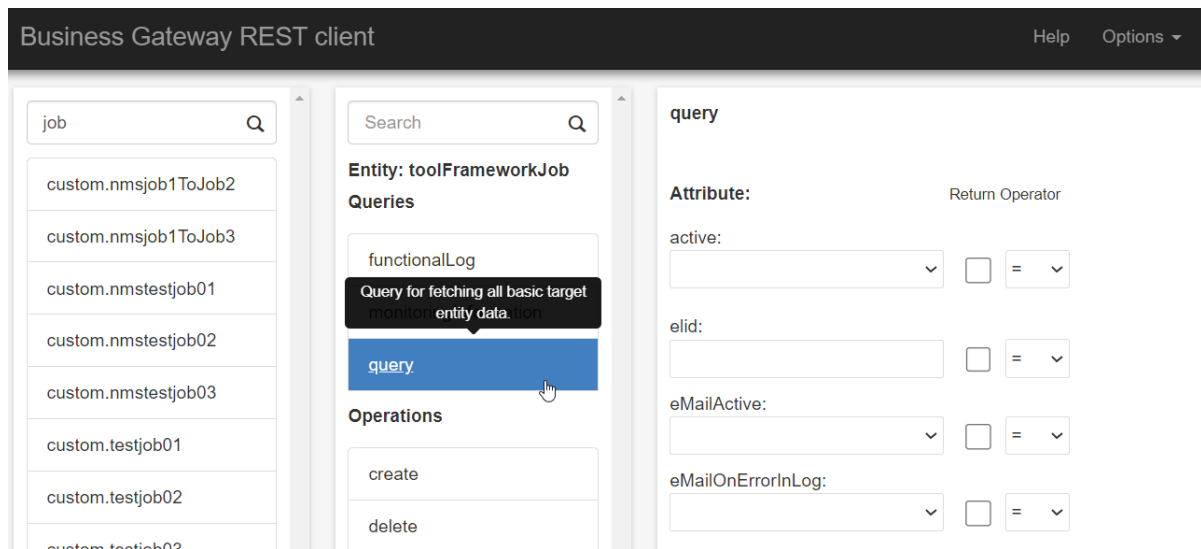 Business Gateway REST client
Help
Options
job
custom.nmsjob1ToJob2
custom.nmsjob1ToJob3
custom.nmstestjob01
custom.nmstestjob02
custom.nmstestjob03
custom.testjob01
custom.testjob02
custom.testjob03
Search
Entity: toolFrameworkJob
Queries
functionalLog
Query for fetching all basic target
entity data.
query
Operations
create
delete
query
Attribute:
Return Operator
active:
=
elid:
=
eMailActive:
=
eMailOnErrorInLog:
=